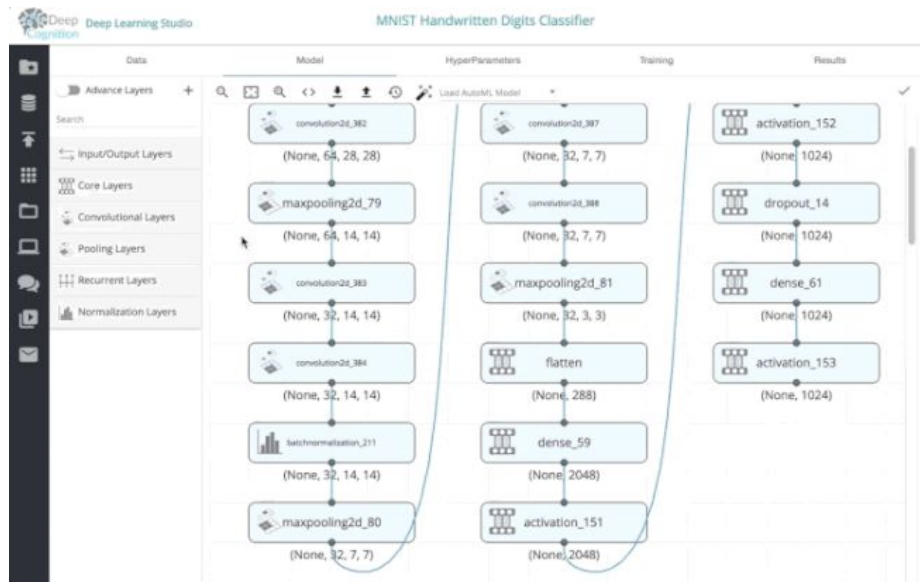 Deep
Cognition
Deep Learning Studio
MNIST Handwritten Digits Classifier
Data
Model
HyperParameters
Training
Results
Advance Layers
Load AutoML Model
Search
Input/Output Layers
Core Layers
Convolutional Layers
Pooling Layers
Recurrent Layers
Normalization Layers
convolution2d_382
(None, 64, 28, 28)
maxpooling2d_79
(None, 64, 14, 14)
convolution2d_383
(None, 32, 14, 14)
convolution2d_384
(None, 32, 14, 14)
batchnormalization_211
(None, 32, 14, 14)
maxpooling2d_80
(None, 32, 7, 7)
convolution2d_387
(None, 32, 7, 7)
convolution2d_388
(None, 32, 7, 7)
maxpooling2d_81
(None, 32, 3, 3)
flatten
(None, 288)
dense_59
(None, 2048)
activation_151
(None, 2048)
activation_152
(None, 1024)
dropout_14
(None, 1024)
dense_61
(None, 1024)
activation_153
(None, 1024)